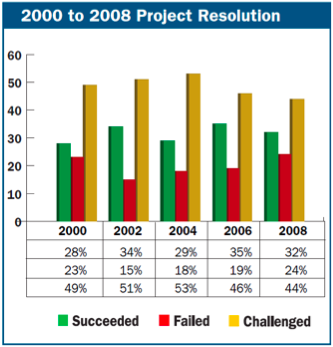 2000 to 2008 Project Resolution
60
50
40
30
20
10
0
2000 2002 2004 2006 2008
28% 34% 29% 35% 32%
23% 15% 18% 19% 24%
49% 51% 53% 46% 44%
Succeeded Failed Challenged